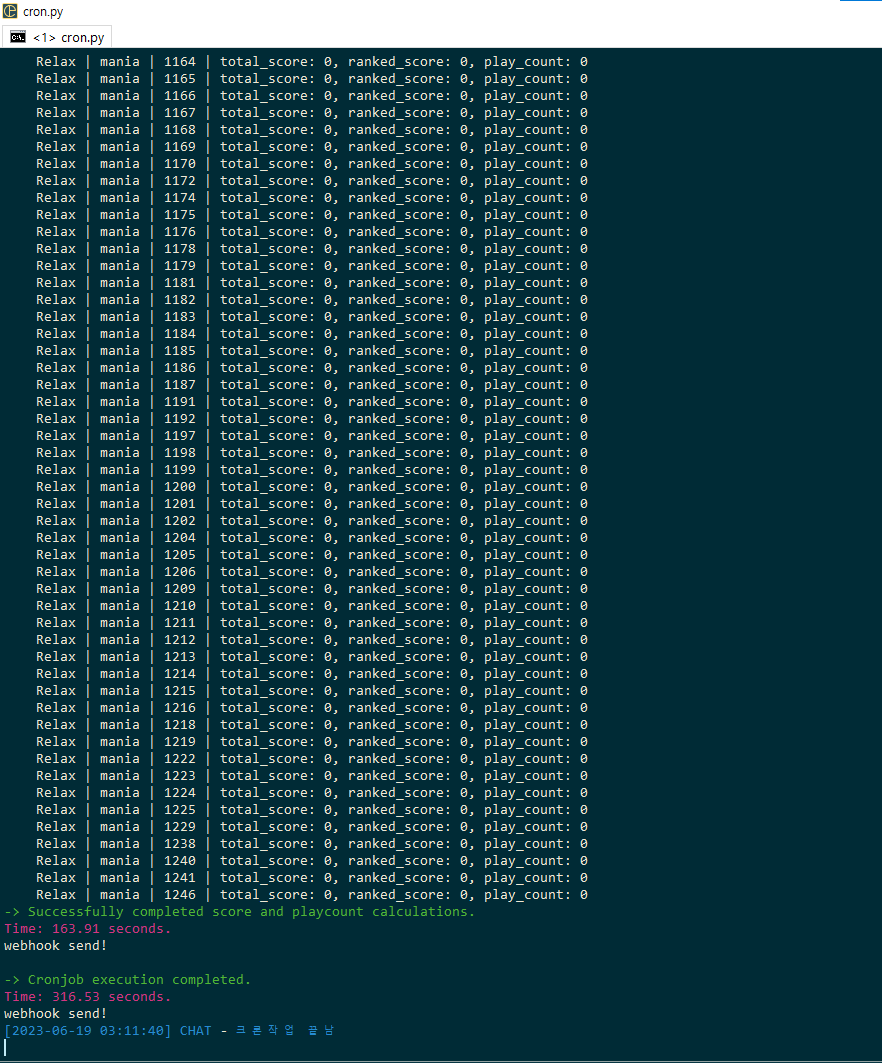 cron.py
<1> cron.py
Relax | mania | 1164 | total_score: 0, ranked_score: 0, play_count: 0
Relax | mania | 1165 | total_score: 0, ranked_score: 0, play_count: 0
Relax | mania | 1166 | total_score: 0, ranked_score: 0, play_count: 0
Relax | mania | 1167 | total_score: 0, ranked_score: 0, play_count: 0
Relax | mania | 1168 | total_score: 0, ranked_score: 0, play_count: 0
Relax | mania | 1169 | total_score: 0, ranked_score: 0, play_count: 0
Relax | mania | 1170 | total_score: 0, ranked_score: 0, play_count: 0
Relax | mania | 1172 | total_score: 0, ranked_score: 0, play_count: 0
Relax | mania | 1174 | total_score: 0, ranked_score: 0, play_count: 0
Relax | mania | 1175 | total_score: 0, ranked_score: 0, play_count: 0
Relax | mania | 1176 | total_score: 0, ranked_score: 0, play_count: 0
Relax | mania | 1178 | total_score: 0, ranked_score: 0, play_count: 0
Relax | mania | 1179 | total_score: 0, ranked_score: 0, play_count: 0
Relax | mania | 1181 | total_score: 0, ranked_score: 0, play_count: 0
Relax | mania | 1182 | total_score: 0, ranked_score: 0, play_count: 0
Relax | mania | 1183 | total_score: 0, ranked_score: 0, play_count: 0
Relax | mania | 1184 | total_score: 0, ranked_score: 0, play_count: 0
Relax | mania | 1185 | total_score: 0, ranked_score: 0, play_count: 0
Relax | mania | 1186 | total_score: 0, ranked_score: 0, play_count: 0
Relax | mania | 1187 | total_score: 0, ranked_score: 0, play_count: 0
Relax | mania | 1191 | total_score: 0, ranked_score: 0, play_count: 0
Relax | mania | 1192 | total_score: 0, ranked_score: 0, play_count: 0
Relax | mania | 1197 | total_score: 0, ranked_score: 0, play_count: 0
Relax | mania | 1198 | total_score: 0, ranked_score: 0, play_count: 0
Relax | mania | 1199 | total_score: 0, ranked_score: 0, play_count: 0
Relax | mania | 1200 | total_score: 0, ranked_score: 0, play_count: 0
Relax | mania | 1201 | total_score: 0, ranked_score: 0, play_count: 0
Relax | mania | 1202 | total_score: 0, ranked_score: 0, play_count: 0
Relax | mania | 1204 | total_score: 0, ranked_score: 0, play_count: 0
Relax | mania | 1205 | total_score: 0, ranked_score: 0, play_count: 0
Relax | mania | 1206 | total_score: 0, ranked_score: 0, play_count: 0
Relax | mania | 1209 | total_score: 0, ranked_score: 0, play_count: 0
Relax | mania | 1210 | total_score: 0, ranked_score: 0, play_count: 0
Relax | mania | 1211 | total_score: 0, ranked_score: 0, play_count: 0
Relax | mania | 1212 | total_score: 0, ranked_score: 0, play_count: 0
Relax | mania | 1213 | total_score: 0, ranked_score: 0, play_count: 0
Relax | mania | 1214 | total_score: 0, ranked_score: 0, play_count: 0
Relax | mania | 1215 | total_score: 0, ranked_score: 0, play_count: 0
Relax | mania | 1216 | total_score: 0, ranked_score: 0, play_count: 0
Relax | mania | 1218 | total_score: 0, ranked_score: 0, play_count: 0
Relax | mania | 1219 | total_score: 0, ranked_score: 0, play_count: 0
Relax | mania | 1222 | total_score: 0, ranked_score: 0, play_count: 0
Relax | mania | 1223 | total_score: 0, ranked_score: 0, play_count: 0
Relax | mania | 1224 | total_score: 0, ranked_score: 0, play_count: 0
Relax | mania | 1225 | total_score: 0, ranked_score: 0, play_count: 0
Relax | mania | 1229 | total_score: 0, ranked_score: 0, play_count: 0
Relax | mania | 1238 | total_score: 0, ranked_score: 0, play_count: 0
Relax | mania | 1240 | total_score: 0, ranked_score: 0, play_count: 0
Relax | mania | 1241 | total_score: 0, ranked_score: 0, play_count: 0
Relax | mania | 1246 | total_score: 0, ranked_score: 0, play_count: 0
-> Successfully completed score and playcount calculations.
Time: 163.91 seconds.
webhook send!
-> Cronjob execution completed.
Time: 316.53 seconds.
webhook send!
[2023-06-19 03:11:40] CHAT - 크론작업 끝남